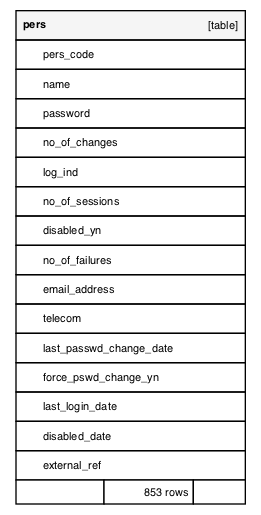 pers [table]
pers_code
name
password
no_of_changes
log_ind
no_of_sessions
disabled_yn
no_of_failures
email_address
telecom
last_passwd_change_date
force_pswd_change_yn
last_login_date
disabled_date
external_ref
853 rows